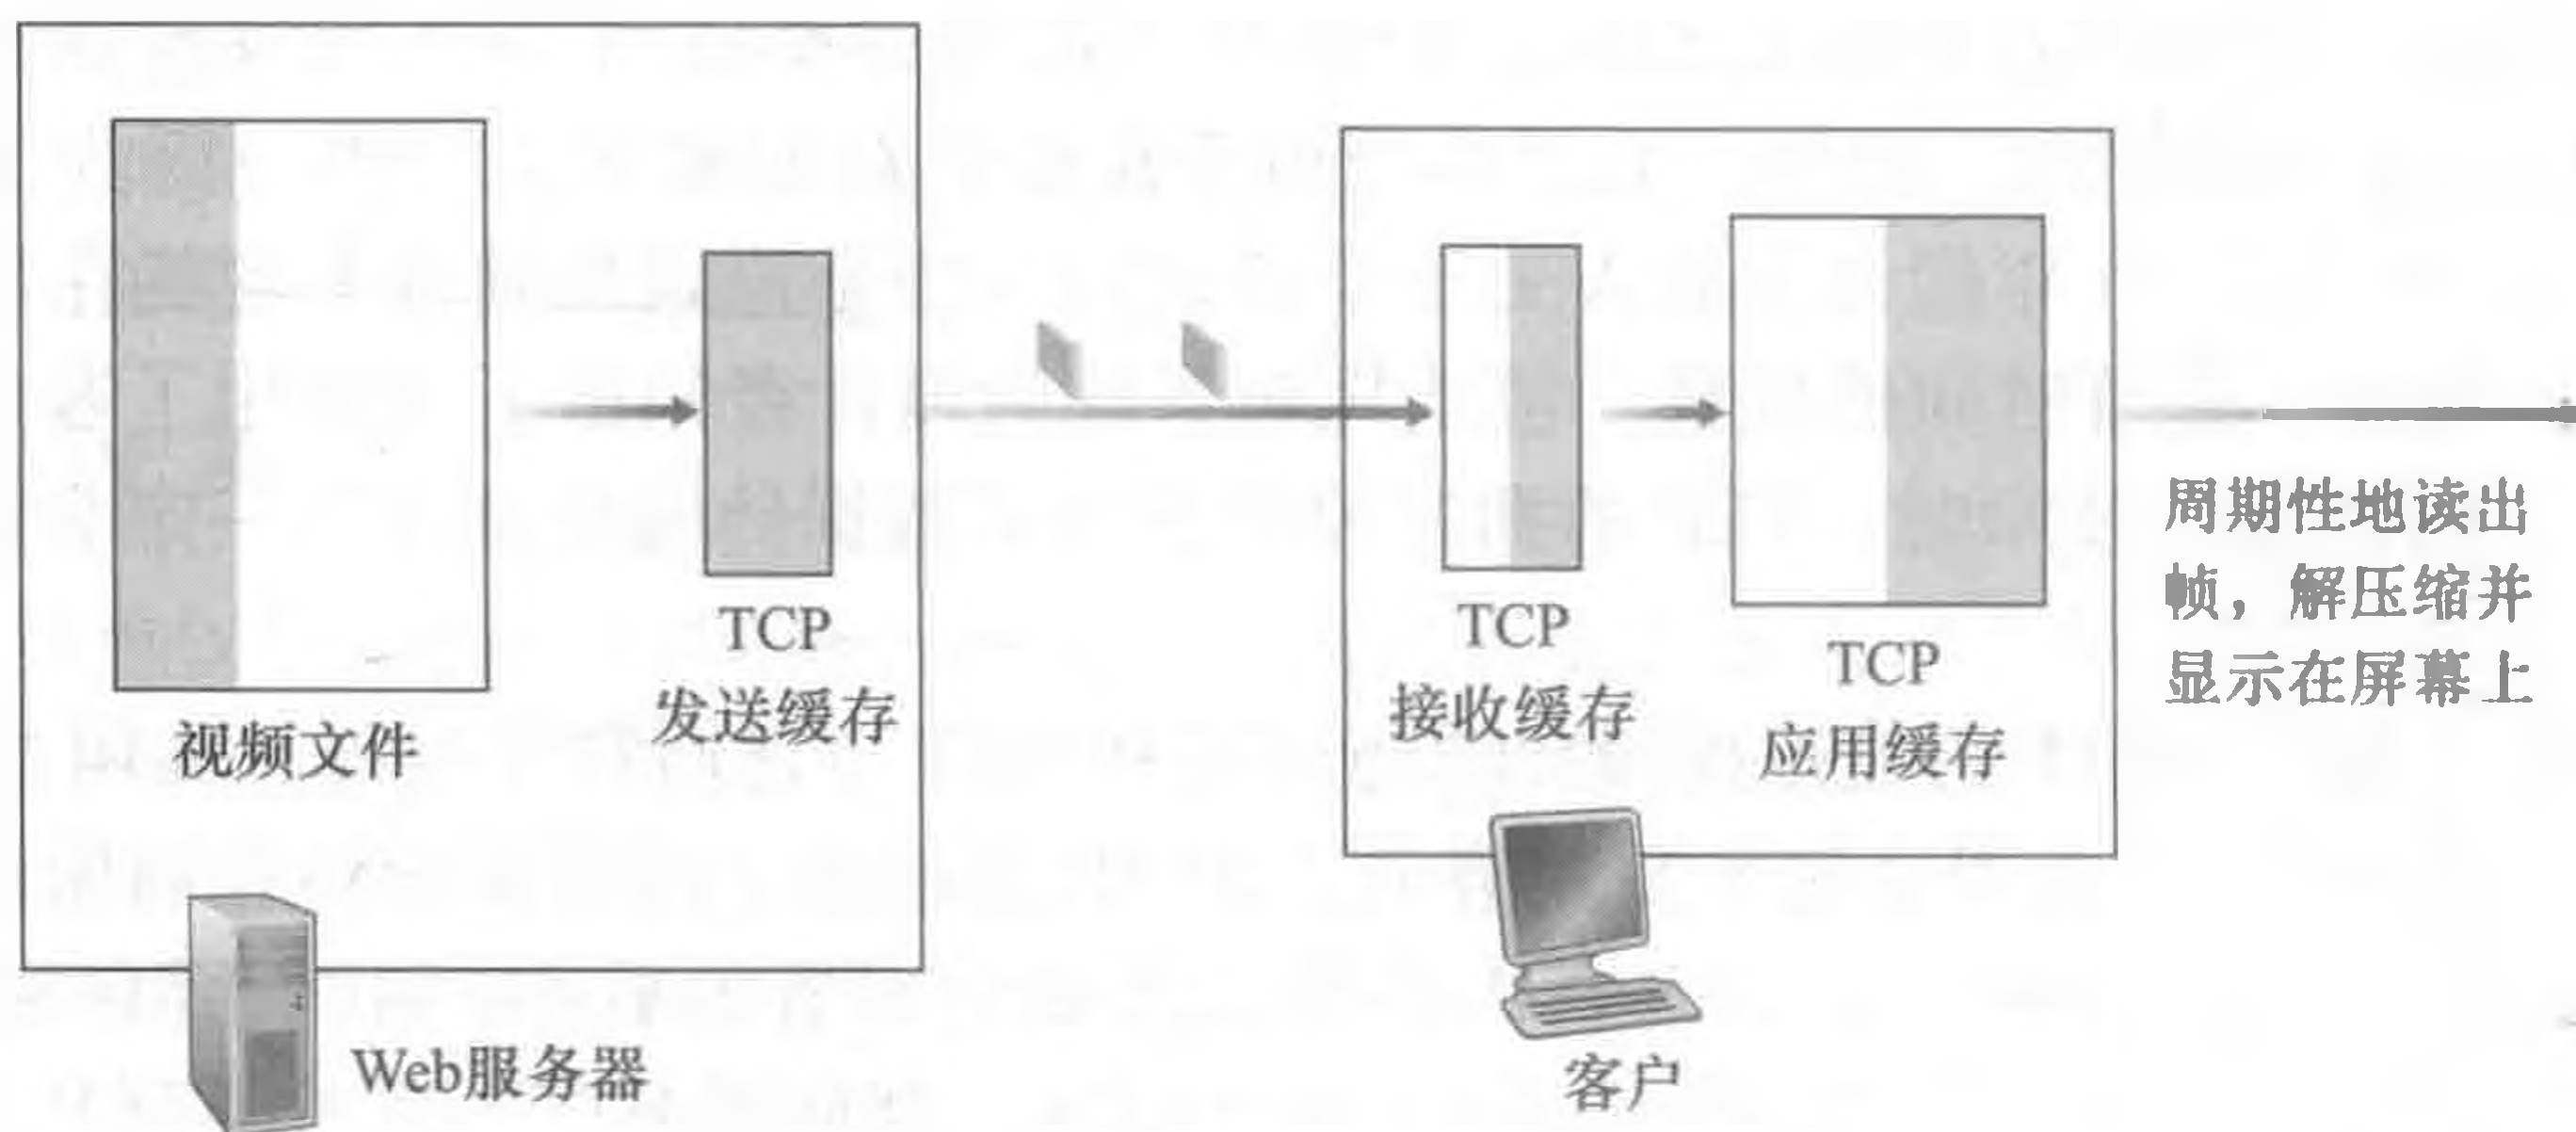 视频文件
TCP
发送缓存
Web服务器
TCP
接收缓存
TCP
应用缓存
客户
周期性地读出
帧，解压缩并
显示在屏幕上